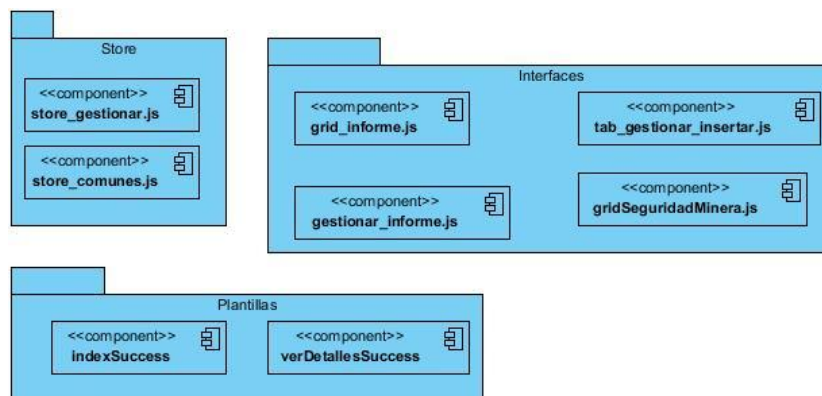 Store
<<component>>
store_gestionar.js
<<component>>
store_comunes.js
Interfaces
<<component>>
grid_informe.js
<<component>>
tab_gestionar_insertar.js
<<component>>
gestionar_informe.js
<<component>>
gridSeguridadMinera.js
Plantillas
<<component>>
indexSuccess
<<component>>
verDetallesSuccess